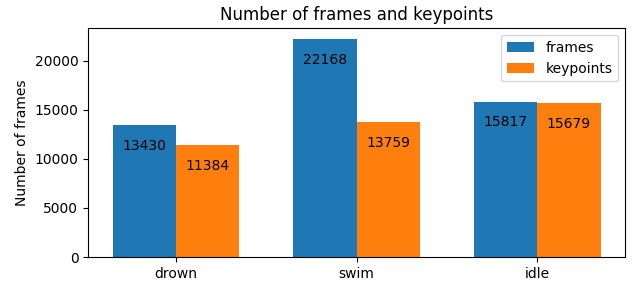 Number of frames and keypoints
Number of frames
20000
15000
10000
5000
0
frames
keypoints
13430
11384
22168
13759
15817
15679
drown
swim
idle